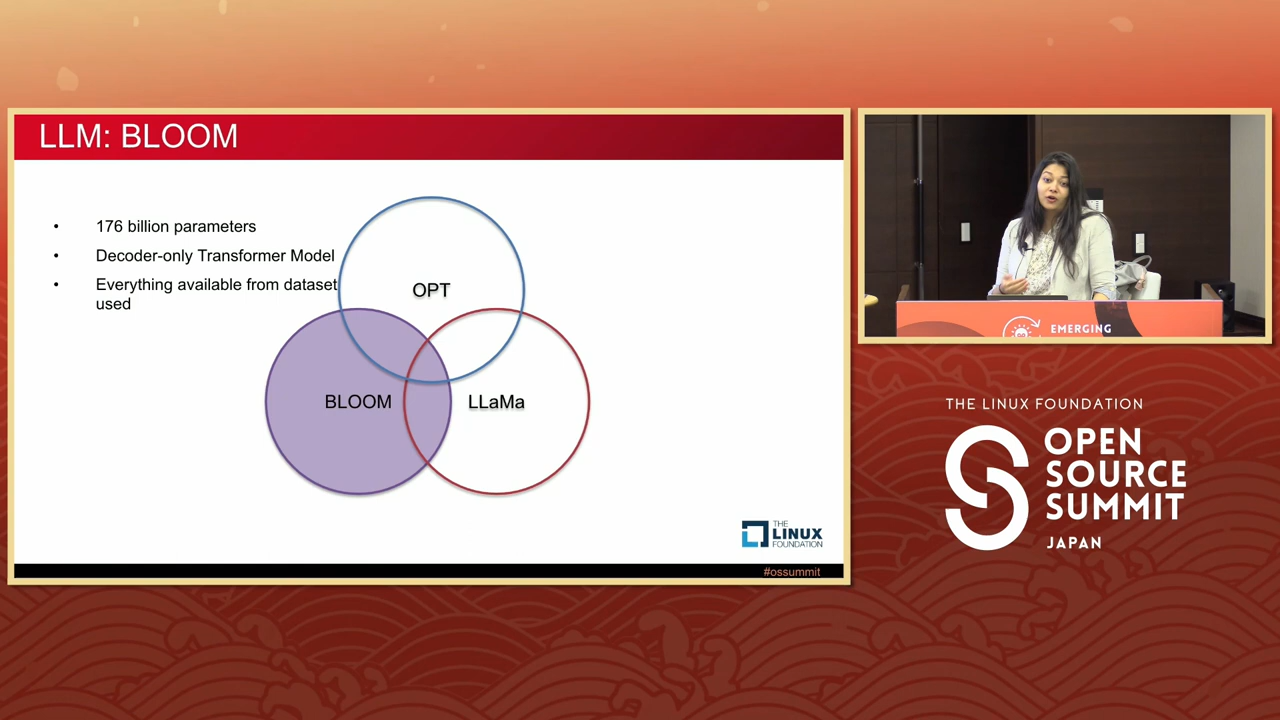 LLM: BLOOM
• 176 billion parameters
• Decoder-only Transformer Model
• Everything available from dataset
used
OPT
BLOOM
LLaMa
THE
LINUX
FOUNDATION
#ossummit
EMERGING
THE LINUX FOUNDATION
OPEN
SOURCE
SUMMIT
JAPAN